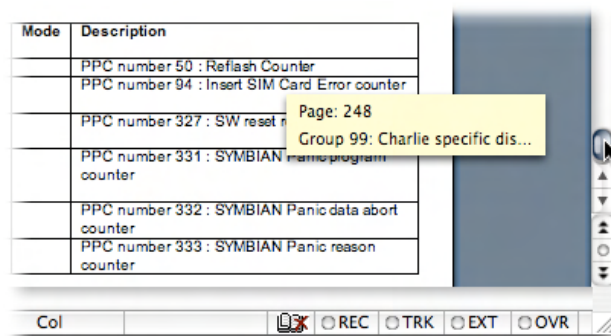 Mode Description
PPC number 50 : Reflash Counter
PPC number 94 : Insert SIM Card Error counter
PPC number 327 : SW reset
PPC number 331 : SYMBIAN Panic program
counter
PPC number 332 : SYMBIAN Panic data abort
counter
PPC number 333 : SYMBIAN Panic reason
counter
Page: 248
Group 99: Charlie specific dis...
Col REC TRK EXT OVR